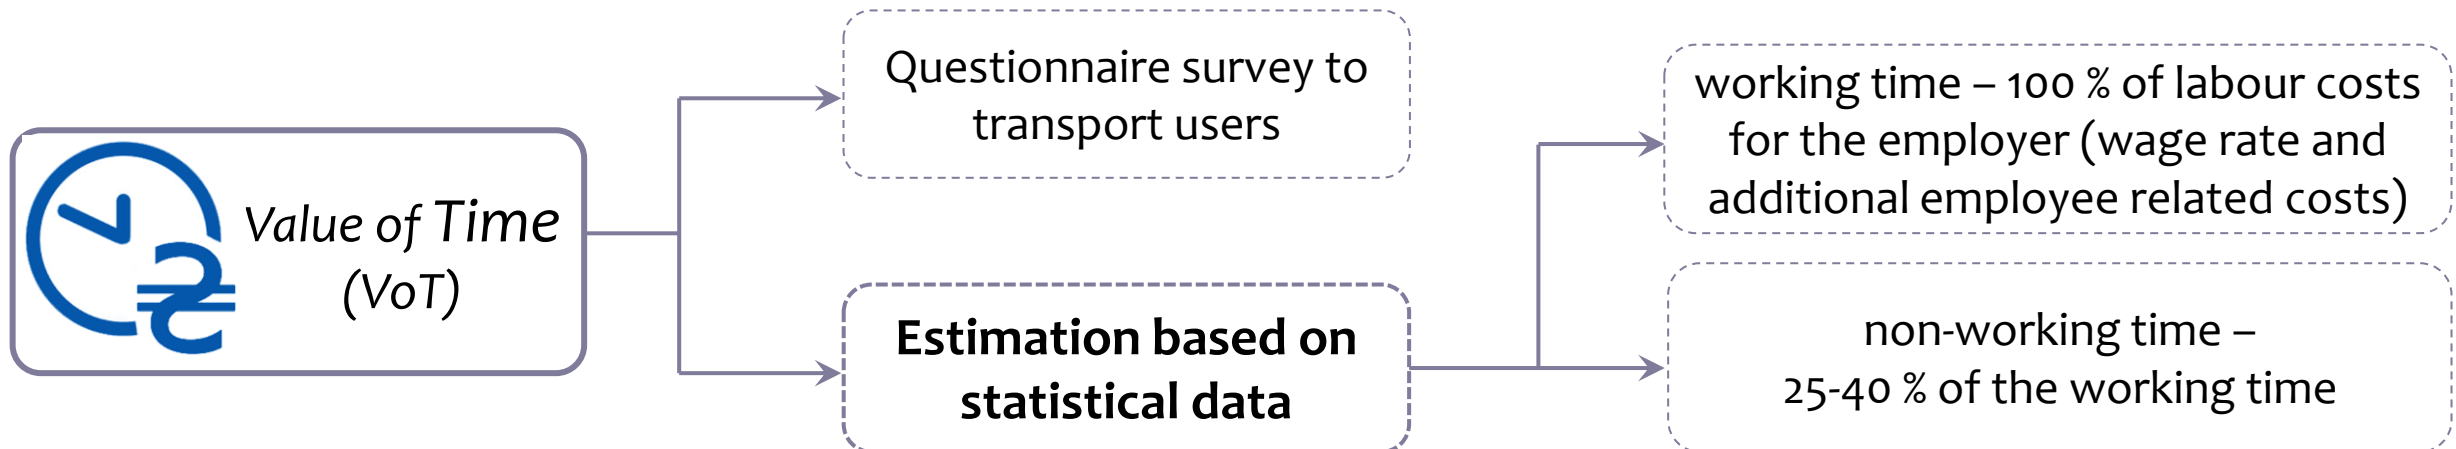 Value of Time
(VoT)
Questionnaire survey to
transport users
Estimation based on
statistical data
working time – 100 % of labour costs
for the employer (wage rate and
additional employee related costs)
non-working time –
25-40 % of the working time